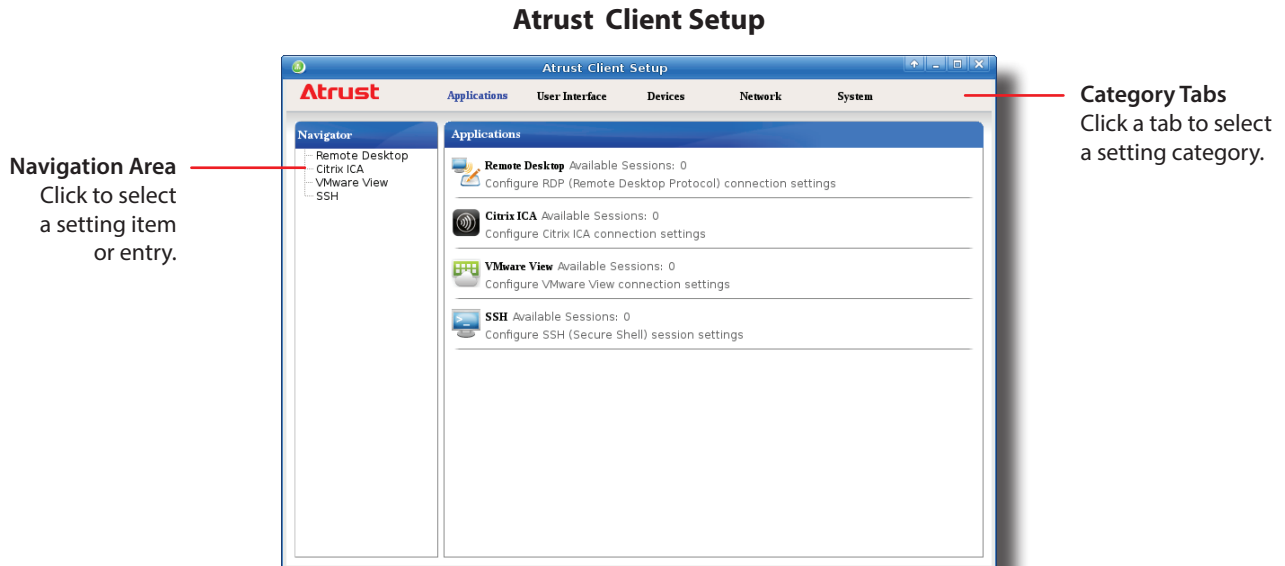 Atrust Client Setup
Atrust Client Setup
Atrust
Applications User Interface Devices Network System
Category Tabs
Click a tab to select
a setting category.
Navigation Area
Click to select
a setting item
or entry.
Navigator
Remote Desktop
Citrix ICA
VMware View
SSH
Applications
Remote Desktop Available Sessions: 0
Configure RDP (Remote Desktop Protocol) connection settings
Citrix ICA Available Sessions: 0
Configure Citrix ICA connection settings
VMware View Available Sessions: 0
Configure VMware View connection settings
SSH Available Sessions: 0
Configure SSH (Secure Shell) session settings